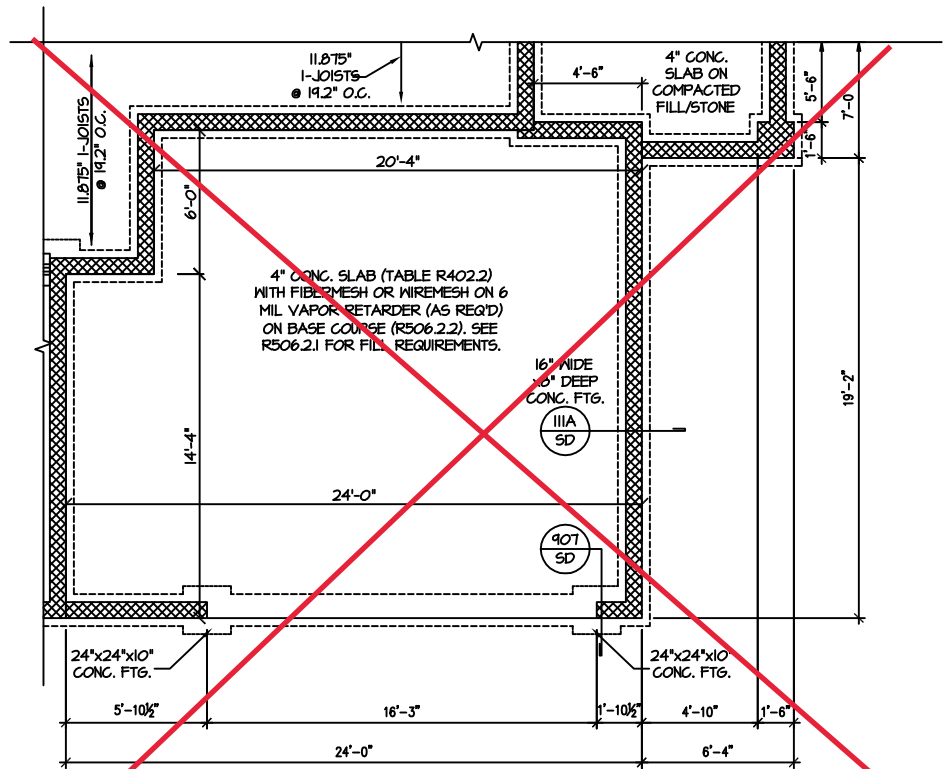 11.875"
I-JOISTS
@ 19.2" O.C.
4'-6"
4" CONC.
SLAB ON
COMPACTED
FILL/STONE
5'-6"
7'-0
1'-6"
11.875" I-JOISTS
@ 19.2" O.C.
20'-4"
6'-0"
4" CONC. SLAB (TABLE R402.2)
WITH FIBERMESH OR WIREMESH ON 6
MIL VAPOR RETARDER (AS REQ'D)
ON BASE COURSE (R506.2.2). SEE
R506.2.1 FOR FILL REQUIREMENTS.
16" WIDE
x8" DEEP
CONC. FTG.
111A
SD
19'-2"
14'-4"
24'-0"
907
SD
24"x24"x10"
CONC. FTG.
24"x24"x10"
CONC. FTG.
5'-10½"
16'-3"
1'-10½"
4'-10"
1'-6"
24'-0"
6'-4"